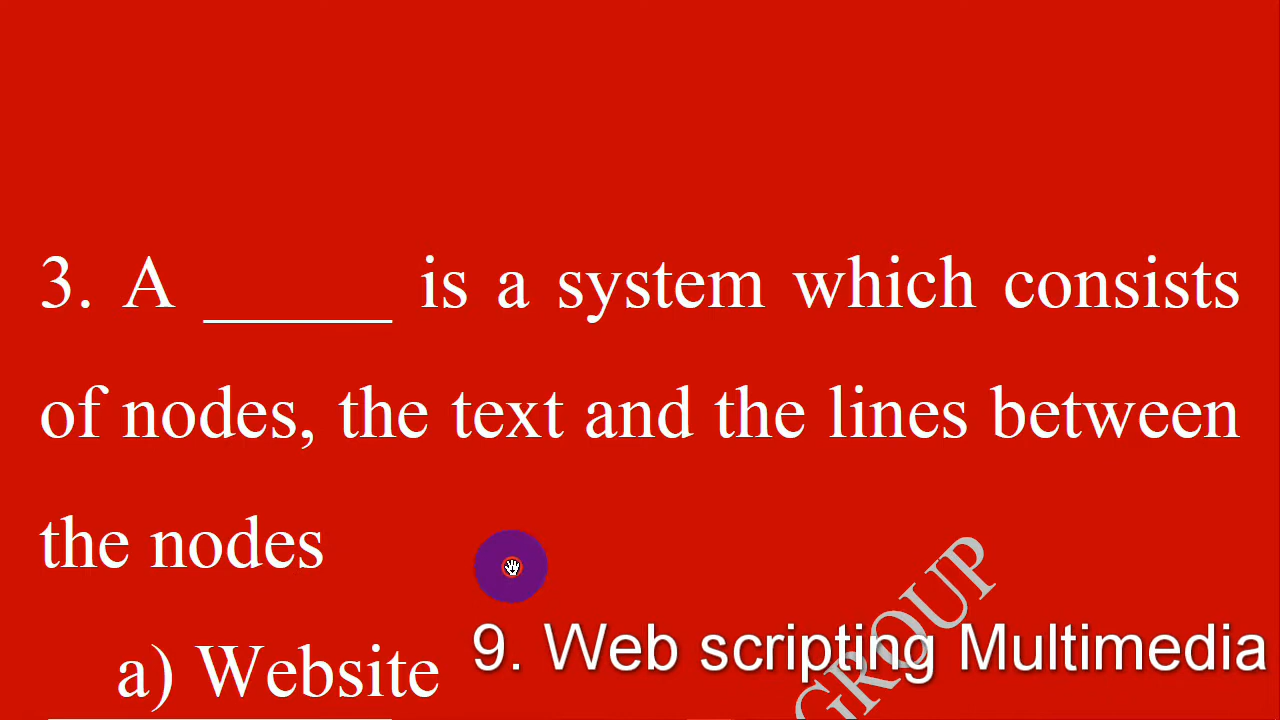 3. A _____ is a system which consists
of nodes, the text and the lines between
the nodes
a) Website
9. Web scripting Multimedia
GROUP